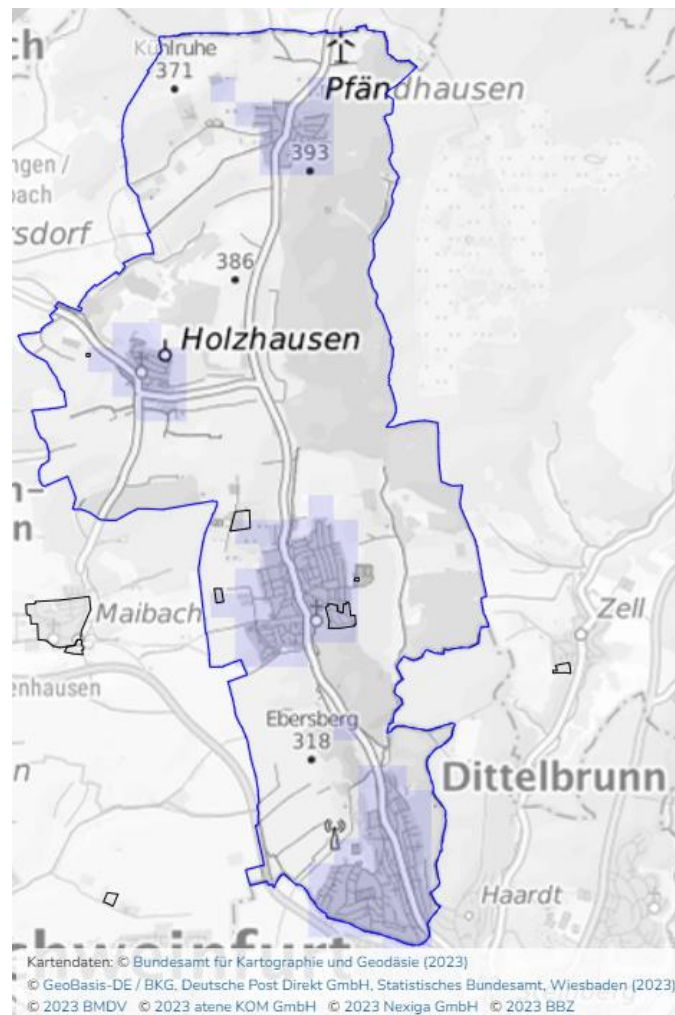 ch
Kühlruhe
371
Pfändhausen
ngen /
bach
393
rsdorf
386
Holzhausen
n-
n
Maibach
Zell
enhausen
Ebersberg
318
n
Dittelbrunn
Haardt
chweinfurt
Kartendaten: © Bundesamt für Kartographie und Geodäsie (2023)
© GeoBasis-DE / BKG, Deutsche Post Direkt GmbH, Statistisches Bundesamt, Wiesbaden (2023)
© 2023 BMDV © 2023 atene KOM GmbH © 2023 Nexiga GmbH © 2023 BBZ